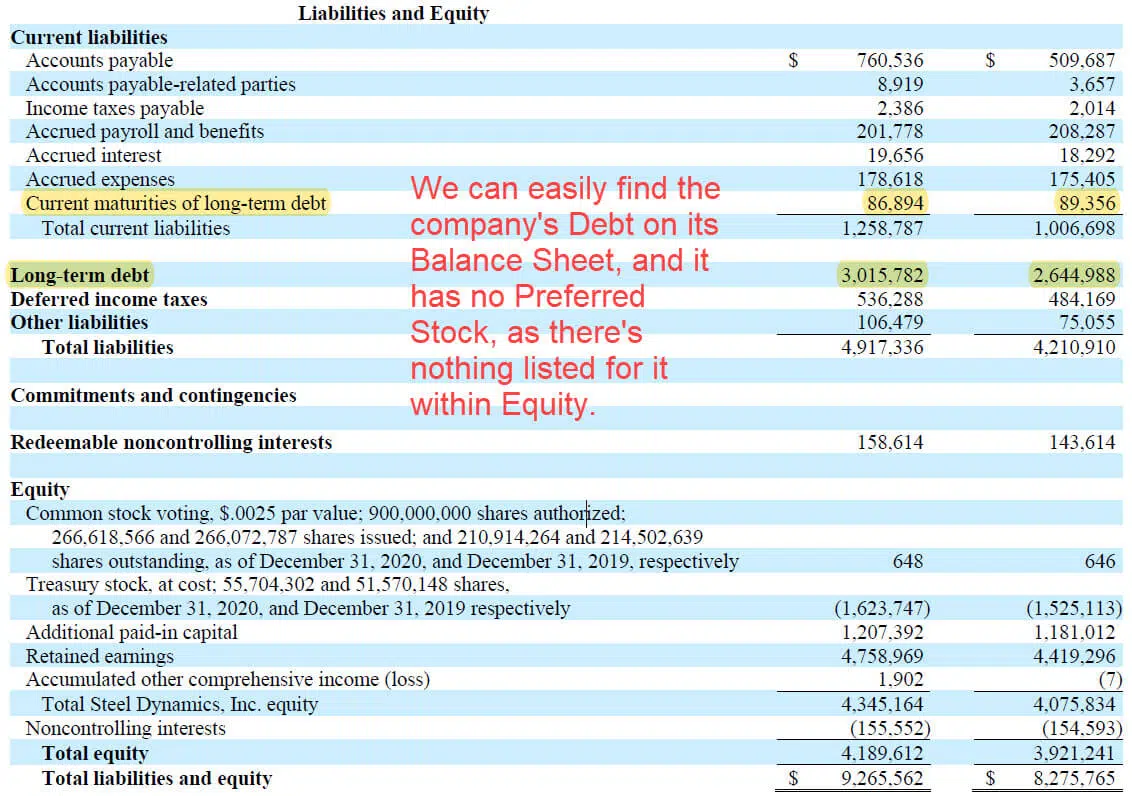 Liabilities and Equity
Current liabilities
Accounts payable $ 760,536 $ 509,687
Accounts payable-related parties 8,919 3,657
Income taxes payable 2,386 2,014
Accrued payroll and benefits 201,778 208,287
Accrued interest 19,656 18,292
Accrued expenses 178,618 175,405
Current maturities of long-term debt 86,894 89,356
Total current liabilities 1,258,787 1,006,698
Long-term debt 3,015,782 2,644,988
Deferred income taxes 536,288 484,169
Other liabilities 106,479 75,055
Total liabilities 4,917,336 4,210,910
We can easily find the
company's Debt on its
Balance Sheet, and it
has no Preferred
Stock, as there's
nothing listed for it
within Equity.
Commitments and contingencies
Redeemable noncontrolling interests 158,614 143,614
Equity
Common stock voting, $.0025 par value; 900,000,000 shares authorized;
266,618,566 and 266,072,787 shares issued; and 210,914,264 and 214,502,639
shares outstanding, as of December 31, 2020, and December 31, 2019, respectively 648 646
Treasury stock, at cost; 55,704,302 and 51,570,148 shares,
as of December 31, 2020, and December 31, 2019 respectively (1,623,747) (1,525,113)
Additional paid-in capital 1,207,392 1,181,012
Retained earnings 4,758,969 4,419,296
Accumulated other comprehensive income (loss) 1,902 (7)
Total Steel Dynamics, Inc. equity 4,345,164 4,075,834
Noncontrolling interests (155,552) (154,593)
Total equity 4,189,612 3,921,241
Total liabilities and equity $ 9,265,562 $ 8,275,765